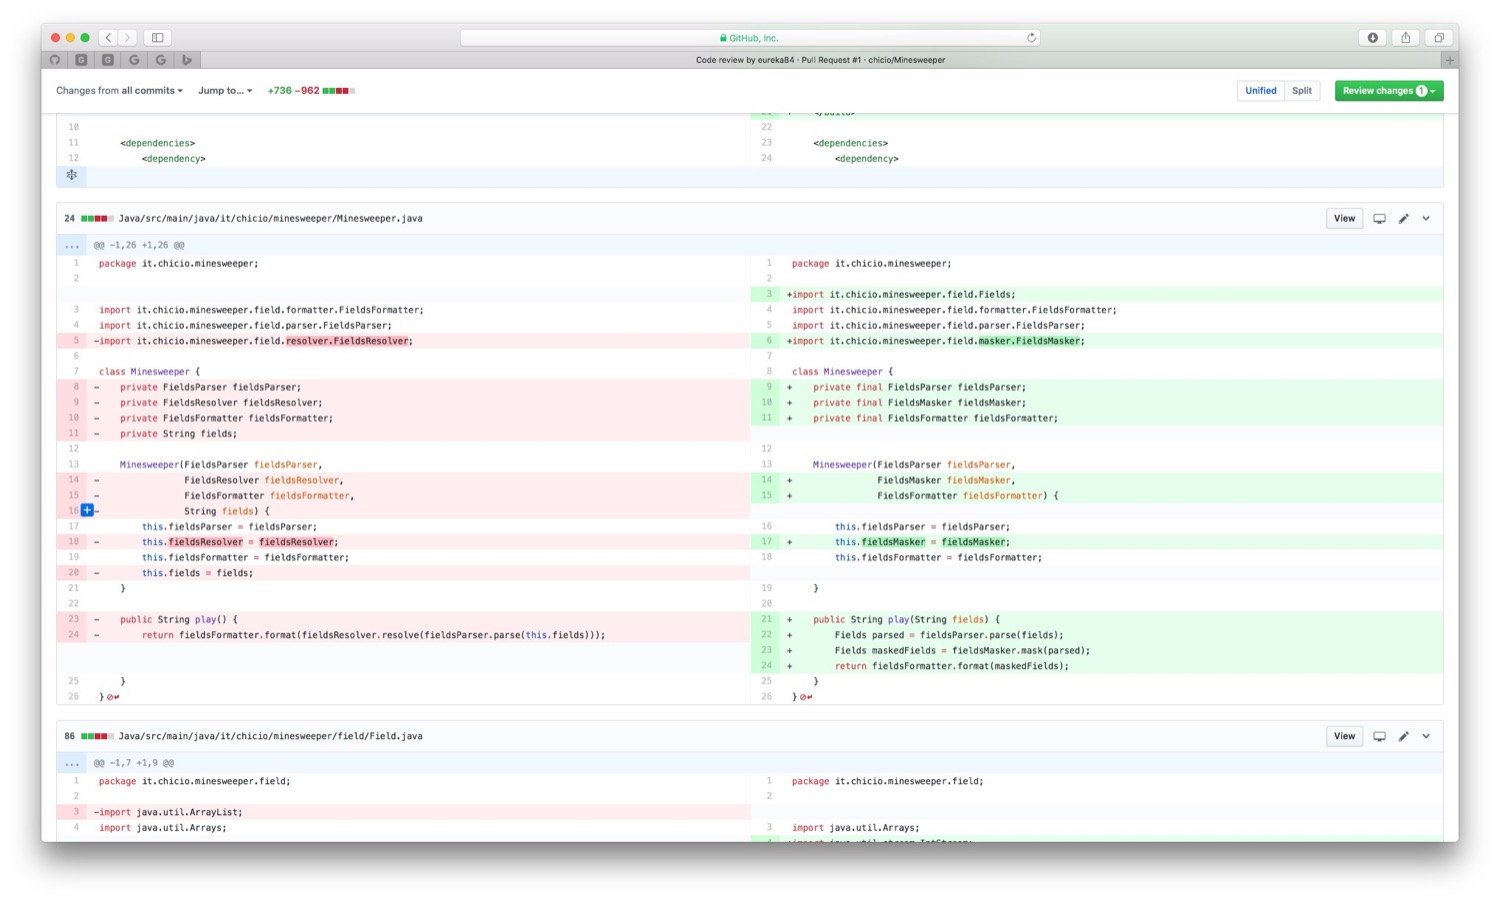 GitHub, Inc.
Code review by eureka84 · Pull Request #1 · chicio/Minesweeper
Changes from all commits Jump to... +736 −962 Unified Split Review changes 1
10
11 <dependencies>
12 <dependency>
22
23 <dependencies>
24 <dependency>
24 Java/src/main/java/it/chicio/minesweeper/Minesweeper.java View
... @@ -1,26 +1,26 @@
1 package it.chicio.minesweeper;
2
3 import it.chicio.minesweeper.field.formatter.FieldsFormatter;
4 import it.chicio.minesweeper.field.parser.FieldsParser;
5 -import it.chicio.minesweeper.field.resolver.FieldsResolver;
6
7 class Minesweeper {
8 - private FieldsParser fieldsParser;
9 - private FieldsResolver fieldsResolver;
10 - private FieldsFormatter fieldsFormatter;
11 - private String fields;
12
13 Minesweeper(FieldsParser fieldsParser,
14 - FieldsResolver fieldsResolver,
15 - FieldsFormatter fieldsFormatter,
16 - String fields) {
17 this.fieldsParser = fieldsParser;
18 - this.fieldsResolver = fieldsResolver;
19 this.fieldsFormatter = fieldsFormatter;
20 - this.fields = fields;
21 }
22
23 - public String play() {
24 - return fieldsFormatter.format(fieldsResolver.resolve(fieldsParser.parse(this.fields)));
25 }
26 }
1 package it.chicio.minesweeper;
2
3 +import it.chicio.minesweeper.field.Fields;
4 import it.chicio.minesweeper.field.formatter.FieldsFormatter;
5 import it.chicio.minesweeper.field.parser.FieldsParser;
6 +import it.chicio.minesweeper.field.masker.FieldsMasker;
7
8 class Minesweeper {
9 + private final FieldsParser fieldsParser;
10 + private final FieldsMasker fieldsMasker;
11 + private final FieldsFormatter fieldsFormatter;
12
13 Minesweeper(FieldsParser fieldsParser,
14 + FieldsMasker fieldsMasker,
15 + FieldsFormatter fieldsFormatter) {
16 this.fieldsParser = fieldsParser;
17 + this.fieldsMasker = fieldsMasker;
18 this.fieldsFormatter = fieldsFormatter;
19 }
20
21 + public String play(String fields) {
22 + Fields parsed = fieldsParser.parse(fields);
23 + Fields maskedFields = fieldsMasker.mask(parsed);
24 + return fieldsFormatter.format(maskedFields);
25 }
26 }
86 Java/src/main/java/it/chicio/minesweeper/field/Field.java View
... @@ -1,7 +1,9 @@
1 package it.chicio.minesweeper.field;
2
3 -import java.util.ArrayList;
4 import java.util.Arrays;
1 package it.chicio.minesweeper.field;
2
3 import java.util.Arrays;